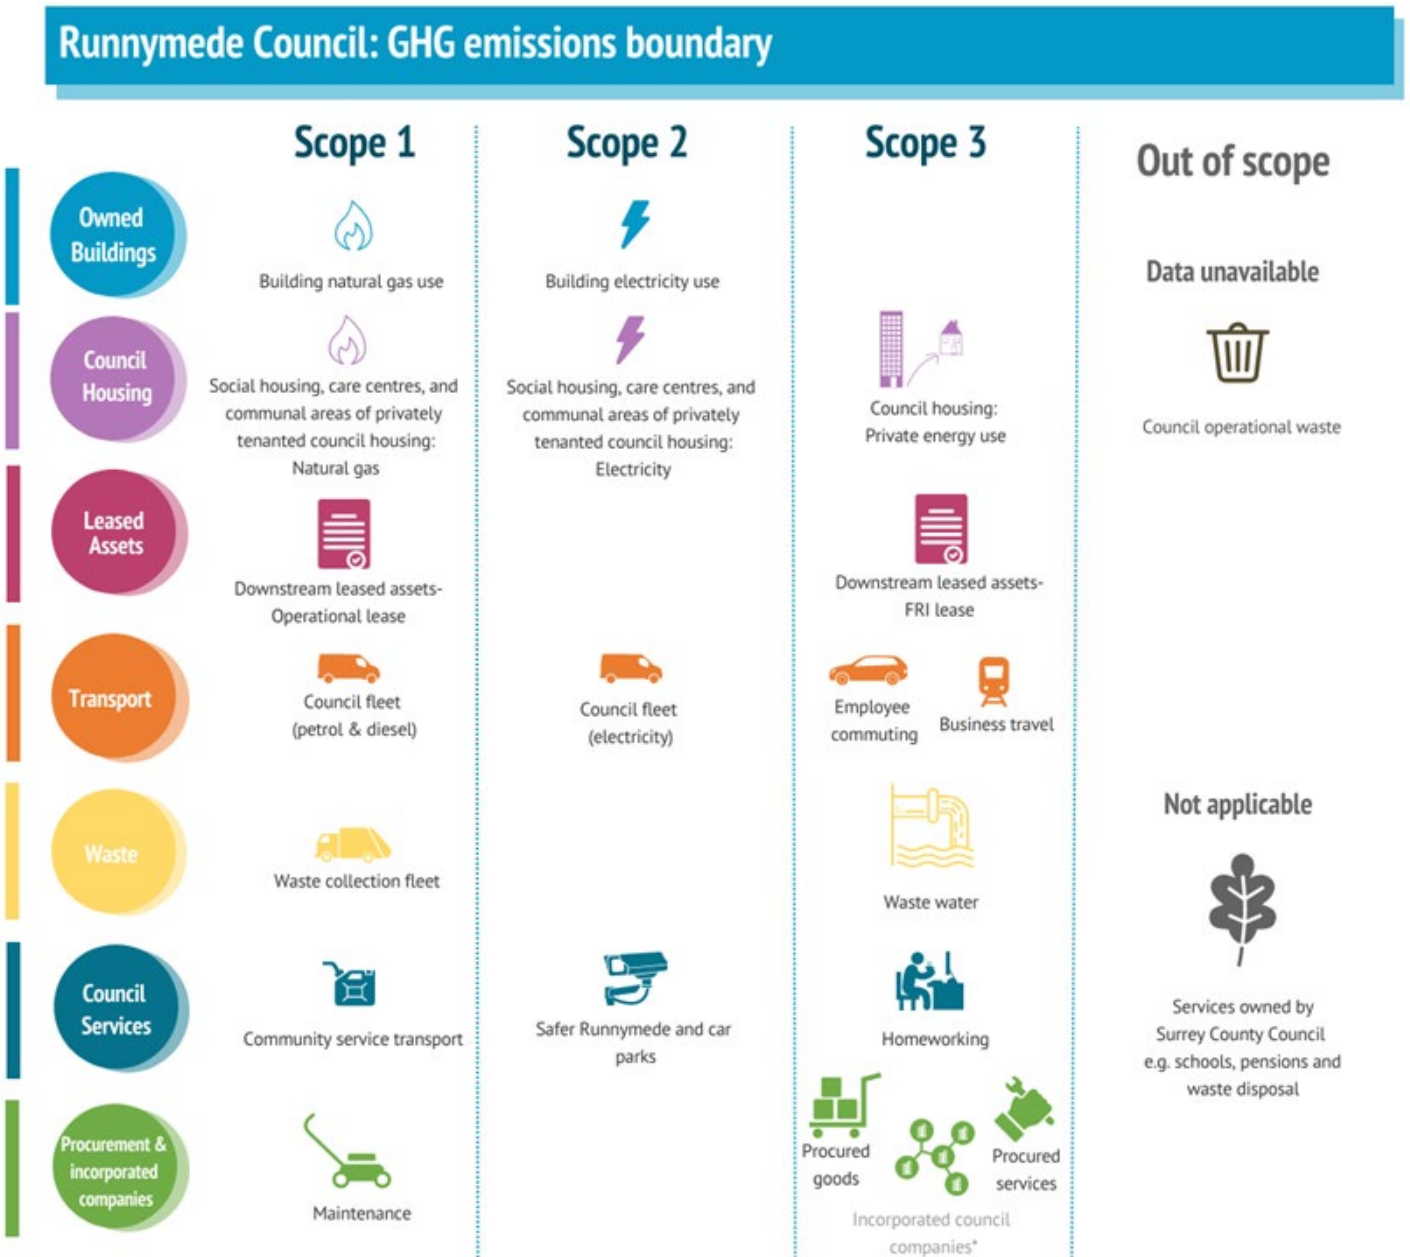 Runnymede Council: GHG emissions boundary
Scope 1
Scope 2
Scope 3
Out of scope
Owned
Buildings
Building natural gas use
Building electricity use
Data unavailable
Council operational waste
Council
Housing
Social housing, care centres, and
communal areas of privately
tenanted council housing:
Natural gas
Social housing, care centres, and
communal areas of privately
tenanted council housing:
Electricity
Council housing:
Private energy use
Leased
Assets
Downstream leased assets-
Operational lease
Downstream leased assets-
FRI lease
Transport
Council fleet
(petrol & diesel)
Council fleet
(electricity)
Employee
commuting
Business travel
Waste
Waste collection fleet
Waste water
Not applicable
Services owned by
Surrey County Council
e.g. schools, pensions and
waste disposal
Council
Services
Community service transport
Safer Runnymede and car
parks
Homeworking
Procurement &
incorporated
companies
Maintenance
Procured
goods
Procured
services
Incorporated council
companies*